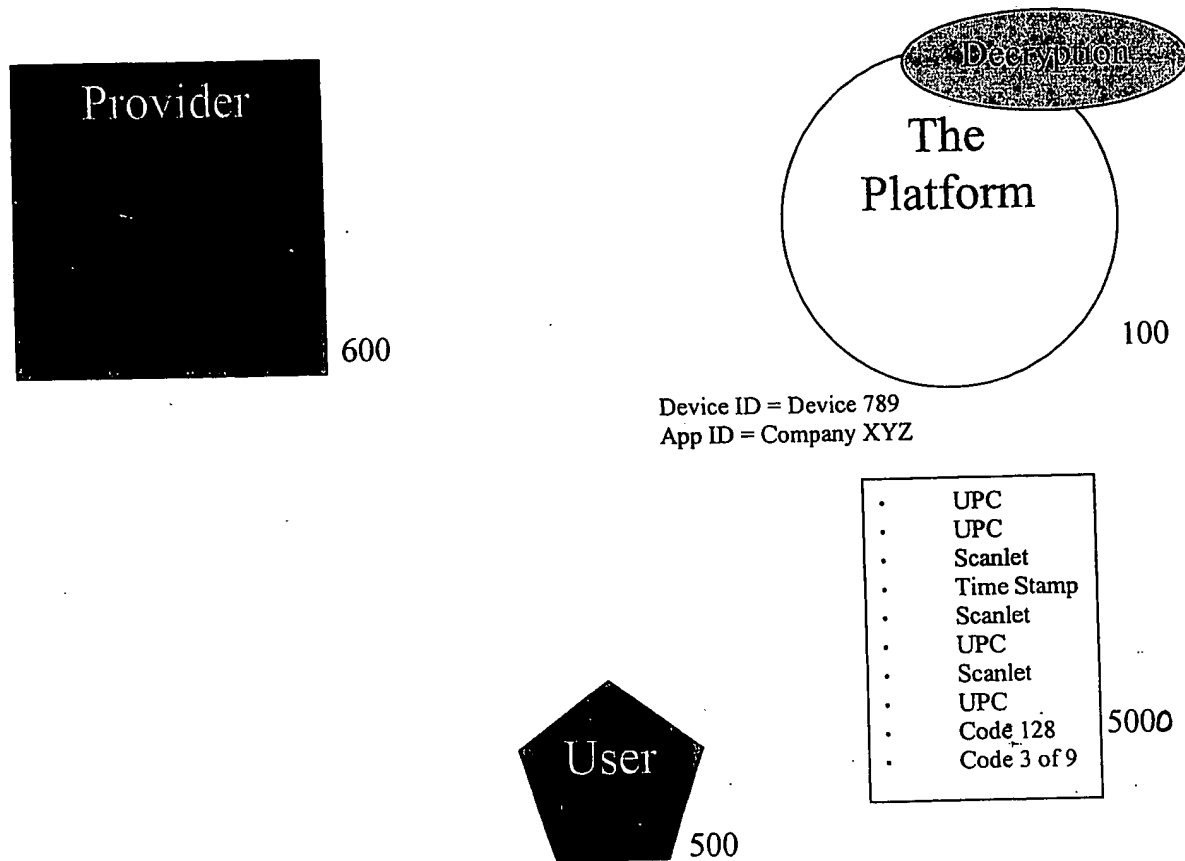 Decryption
Provider
The
Platform
600
100
Device ID = Device 789
App ID = Company XYZ
· UPC
· UPC
· Scanlet
· Time Stamp
· Scanlet
· UPC
· Scanlet
· UPC
· Code 128
· Code 3 of 9
5000
User
500